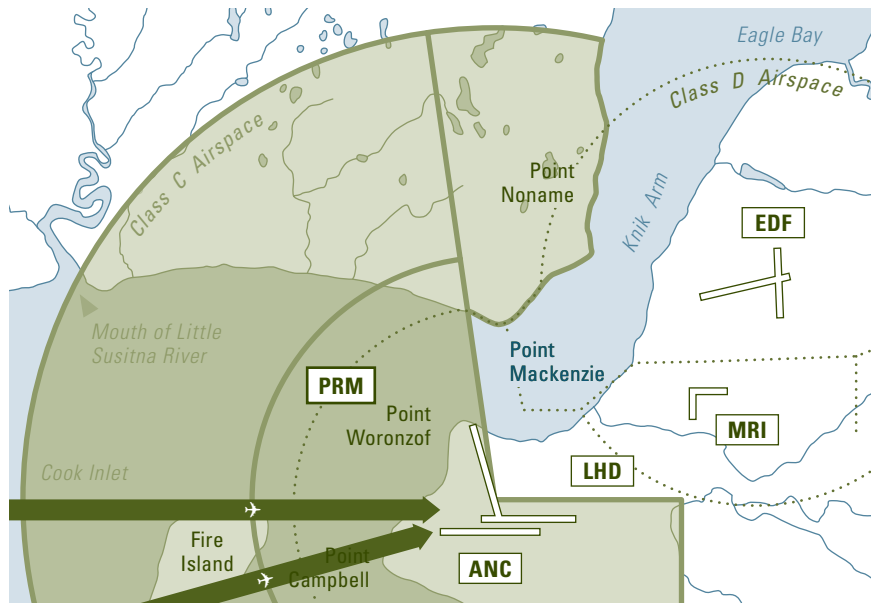 Eagle Bay
Class D Airspace
Class C Airspace
Point
Noname
Knik Arm
EDF
Mouth of Little
Susitna River
Point
Mackenzie
PRM
Point
Woronzof
MRI
Cook Inlet
LHD
Fire
Island
Point
Campbell
ANC